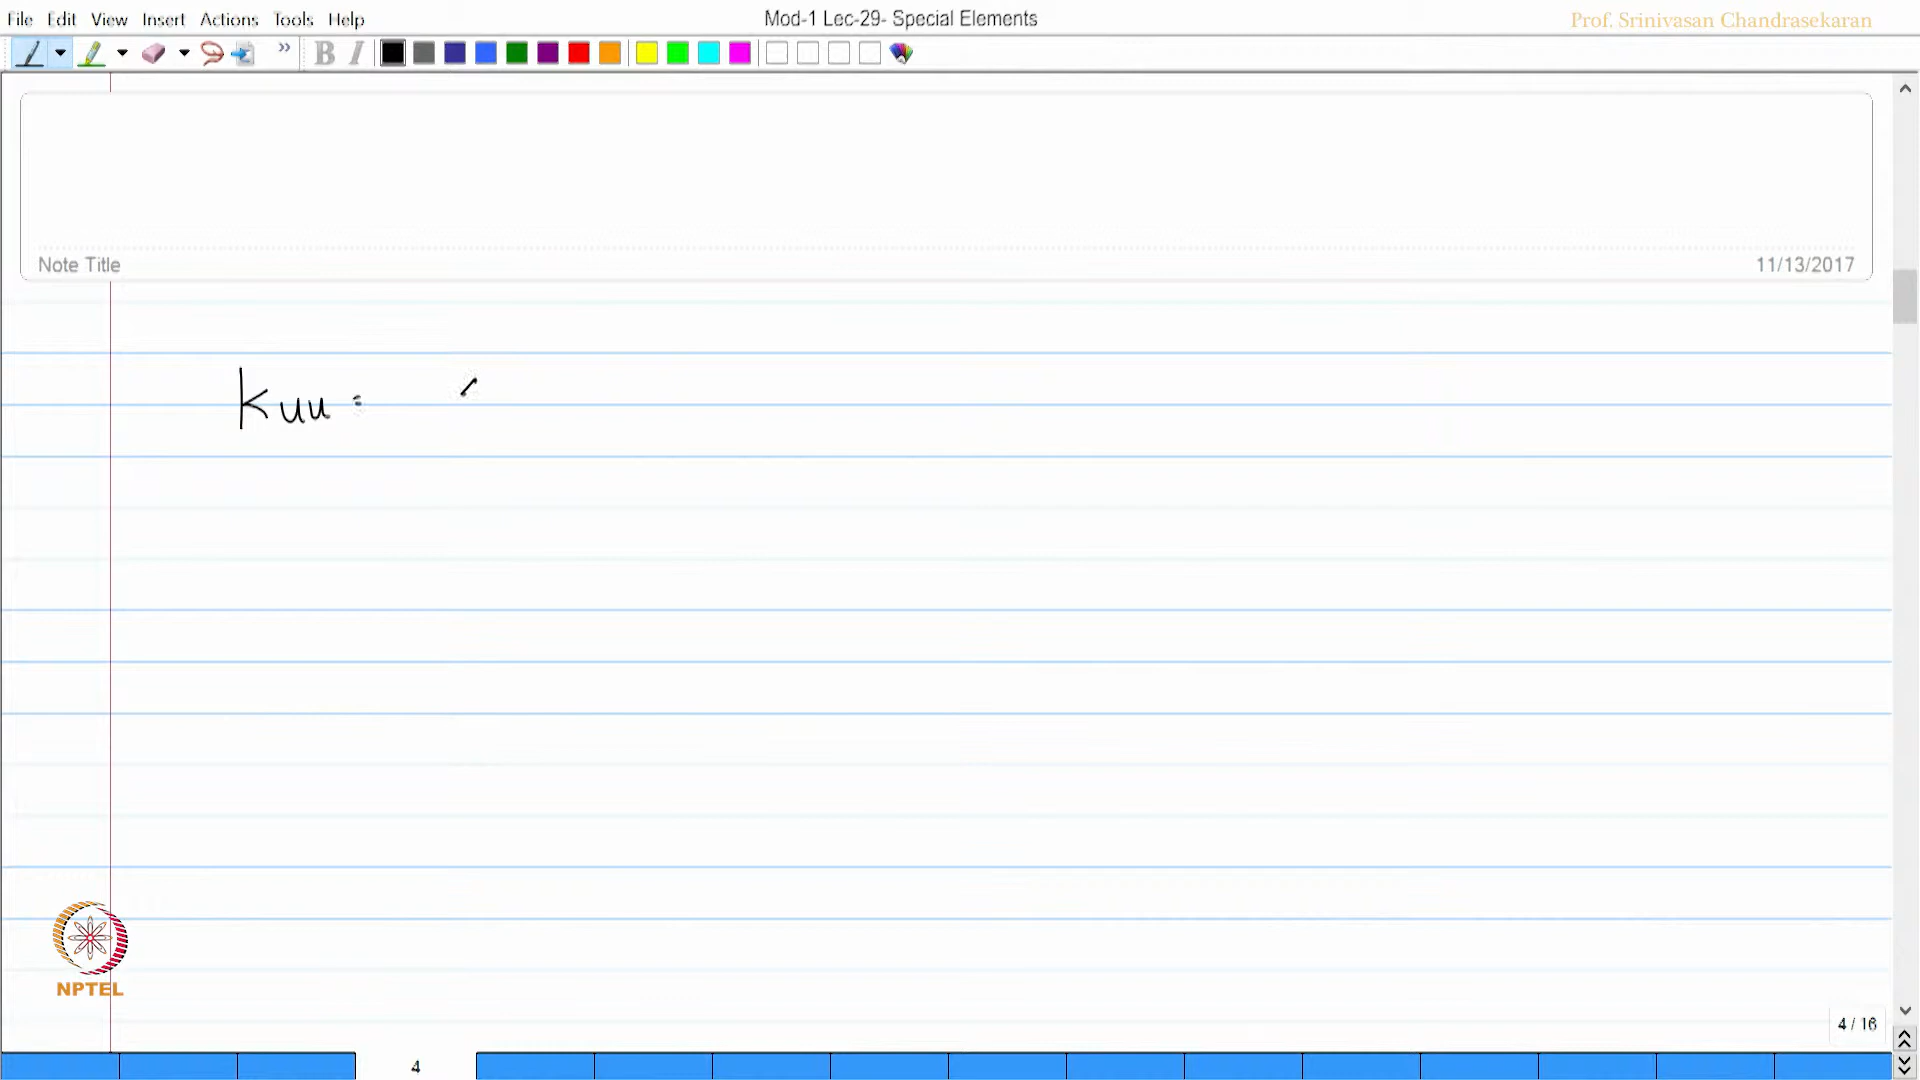 File Edit View Insert Actions Tools Help
Mod-1 Lec-29- Special Elements
Prof. Srinivasan Chandrasekaran
B I
Note Title
11/13/2017
Kuu =
NPTEL
4 / 16
4